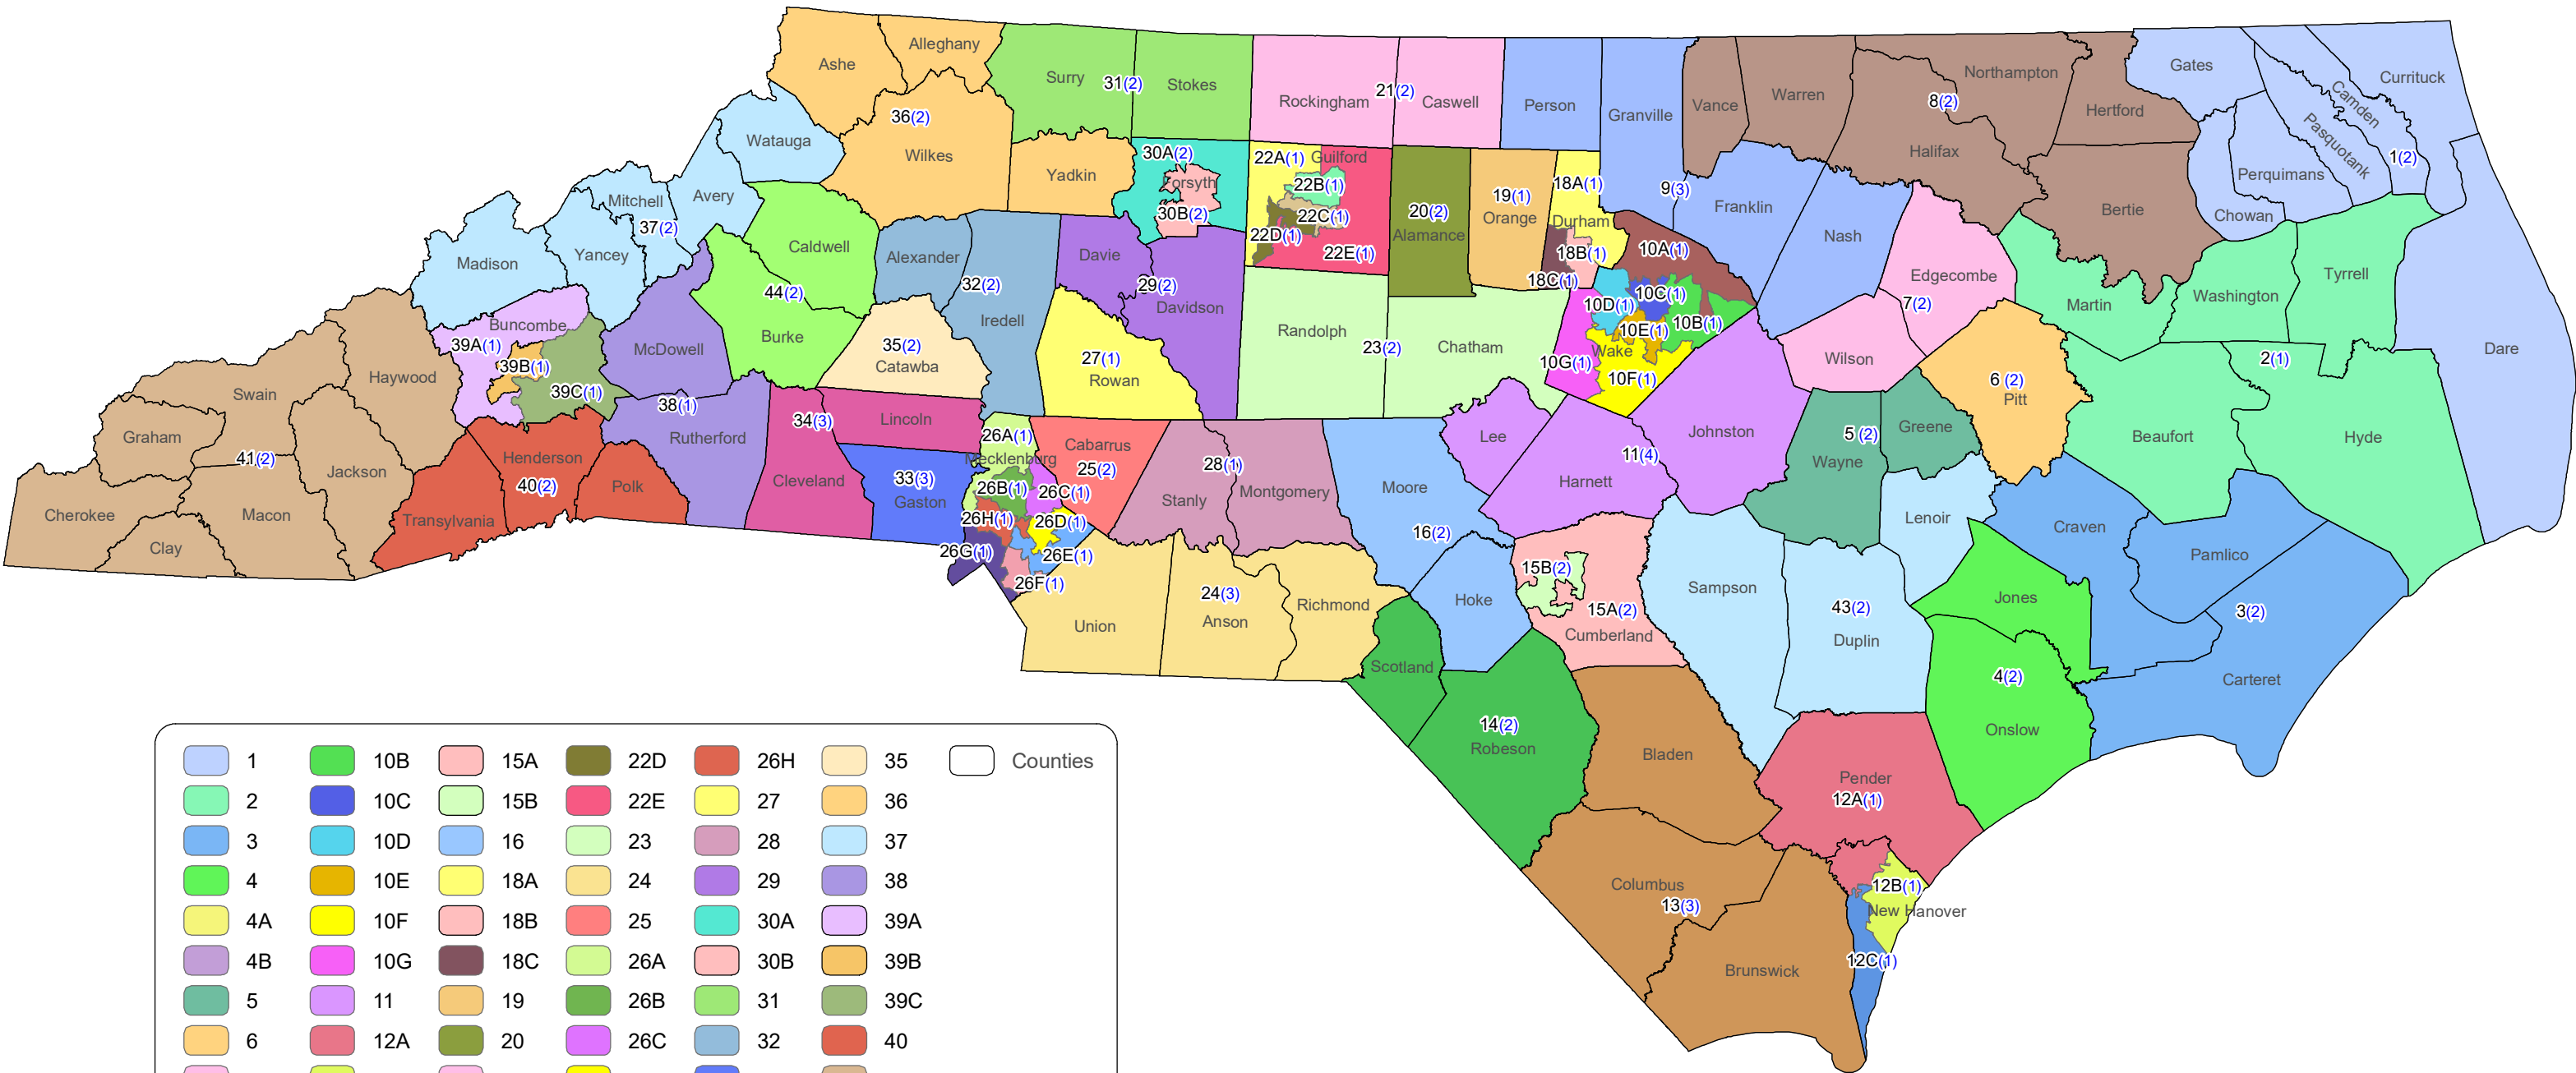 Ashe
Alleghany
Surry
31(2)
Stokes
Rockingham
21(2)
Caswell
Person
Granville
Vance
Warren
Northampton
8(2)
Halifax
Hertford
Gates
Currituck
Camden
Pasquotank
1(2)
Perquimans
Chowan
Bertie
36(2)
Wilkes
Watauga
Yadkin
30A(2)
Forsyth
30B(2)
22A(1)
Guilford
22B(1)
22C(1)
22D(1)
22E(1)
20(2)
Alamance
19(1)
Orange
18A(1)
Durham
18B(1)
18C(1)
9(3)
Franklin
Nash
Edgecombe
7(2)
Wilson
Martin
Washington
Tyrrell
Dare
2(1)
Hyde
Beaufort
Mitchell
Avery
37(2)
Yancey
Madison
Caldwell
44(2)
Burke
Alexander
32(2)
Iredell
Davie
29(2)
Davidson
Randolph
23(2)
Chatham
10A(1)
10C(1)
10D(1)
10B(1)
10E(1)
Wake
10G(1)
10F(1)
Buncombe
39A(1)
39B(1)
39C(1)
McDowell
38(1)
Rutherford
35(2)
Catawba
27(1)
Rowan
6 (2)
Pitt
Haywood
Swain
Graham
41(2)
Jackson
Cherokee
Macon
Clay
Henderson
40(2)
Polk
Transylvania
34(3)
Lincoln
Cleveland
33(3)
Gaston
26A(1)
Mecklenburg
26B(1)
26C(1)
26H(1)
26D(1)
26G(1)
26E(1)
26F(1)
Cabarrus
25(2)
28(1)
Stanly
Montgomery
Moore
16(2)
Lee
11(4)
Harnett
Johnston
5 (2)
Wayne
Greene
Lenoir
Craven
Pamlico
3(2)
Carteret
Jones
4(2)
Onslow
Union
24(3)
Anson
Richmond
Scotland
Hoke
15B(2)
15A(2)
Cumberland
Sampson
43(2)
Duplin
14(2)
Robeson
Bladen
Pender
12A(1)
Columbus
13(3)
Brunswick
12B(1)
New Hanover
12C(1)
1 10B 15A 22D 26H 35 Counties
2 10C 15B 22E 27 36
3 10D 16 23 28 37
4 10E 18A 24 29 38
4A 10F 18B 25 30A 39A
4B 10G 18C 26A 30B 39B
5 11 19 26B 31 39C
6 12A 20 26C 32 40